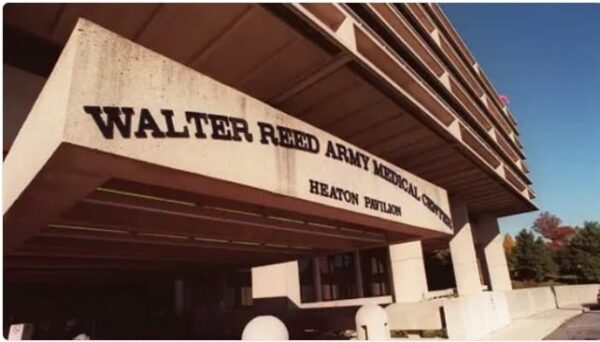 WALTER REED ARMY MEDICAL CENTER
HEATON PAVILION